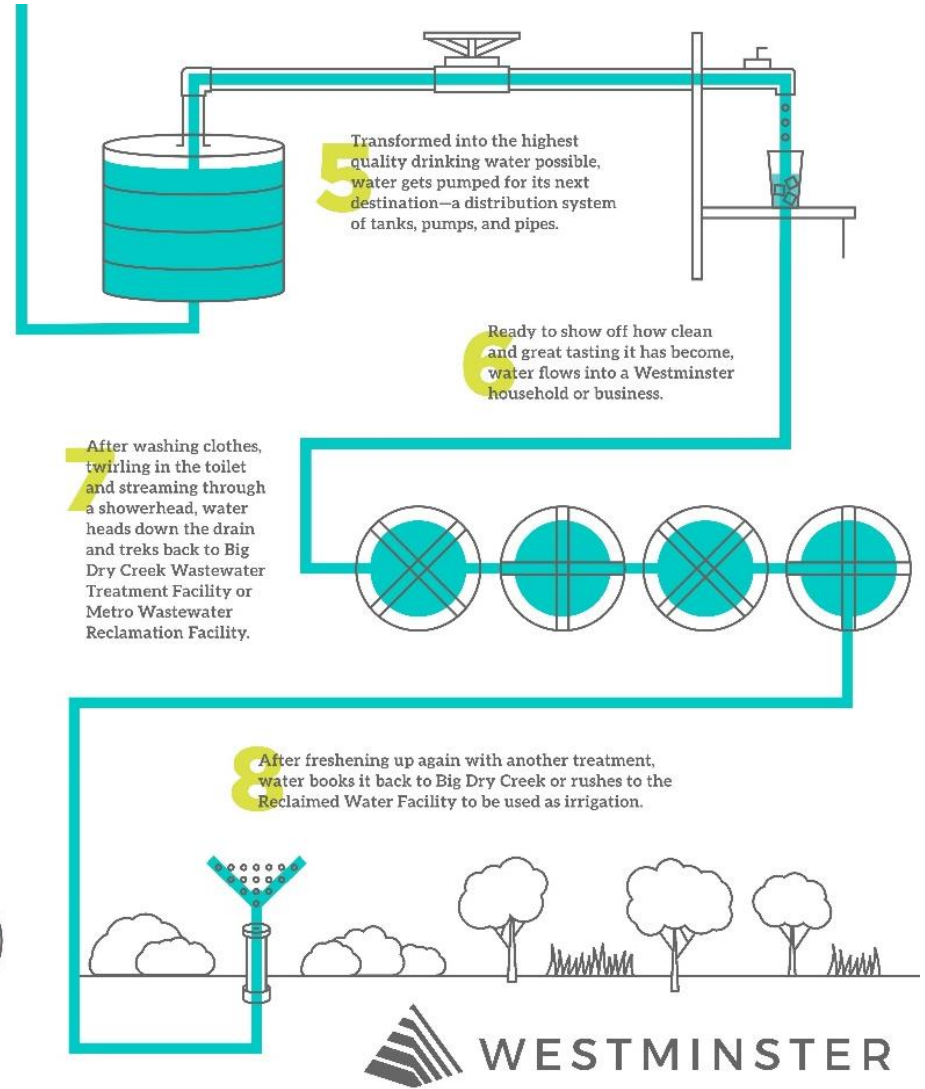 5
Transformed into the highest
quality drinking water possible,
water gets pumped for its next
destination—a distribution system
of tanks, pumps, and pipes.
6
Ready to show off how clean
and great tasting it has become,
water flows into a Westminster
household or business.
7
After washing clothes,
twirling in the toilet
and streaming through
a showerhead, water
heads down the drain
and treks back to Big
Dry Creek Wastewater
Treatment Facility or
Metro Wastewater
Reclamation Facility.
8
After freshening up again with another treatment,
water books it back to Big Dry Creek or rushes to the
Reclaimed Water Facility to be used as irrigation.
WESTMINSTER